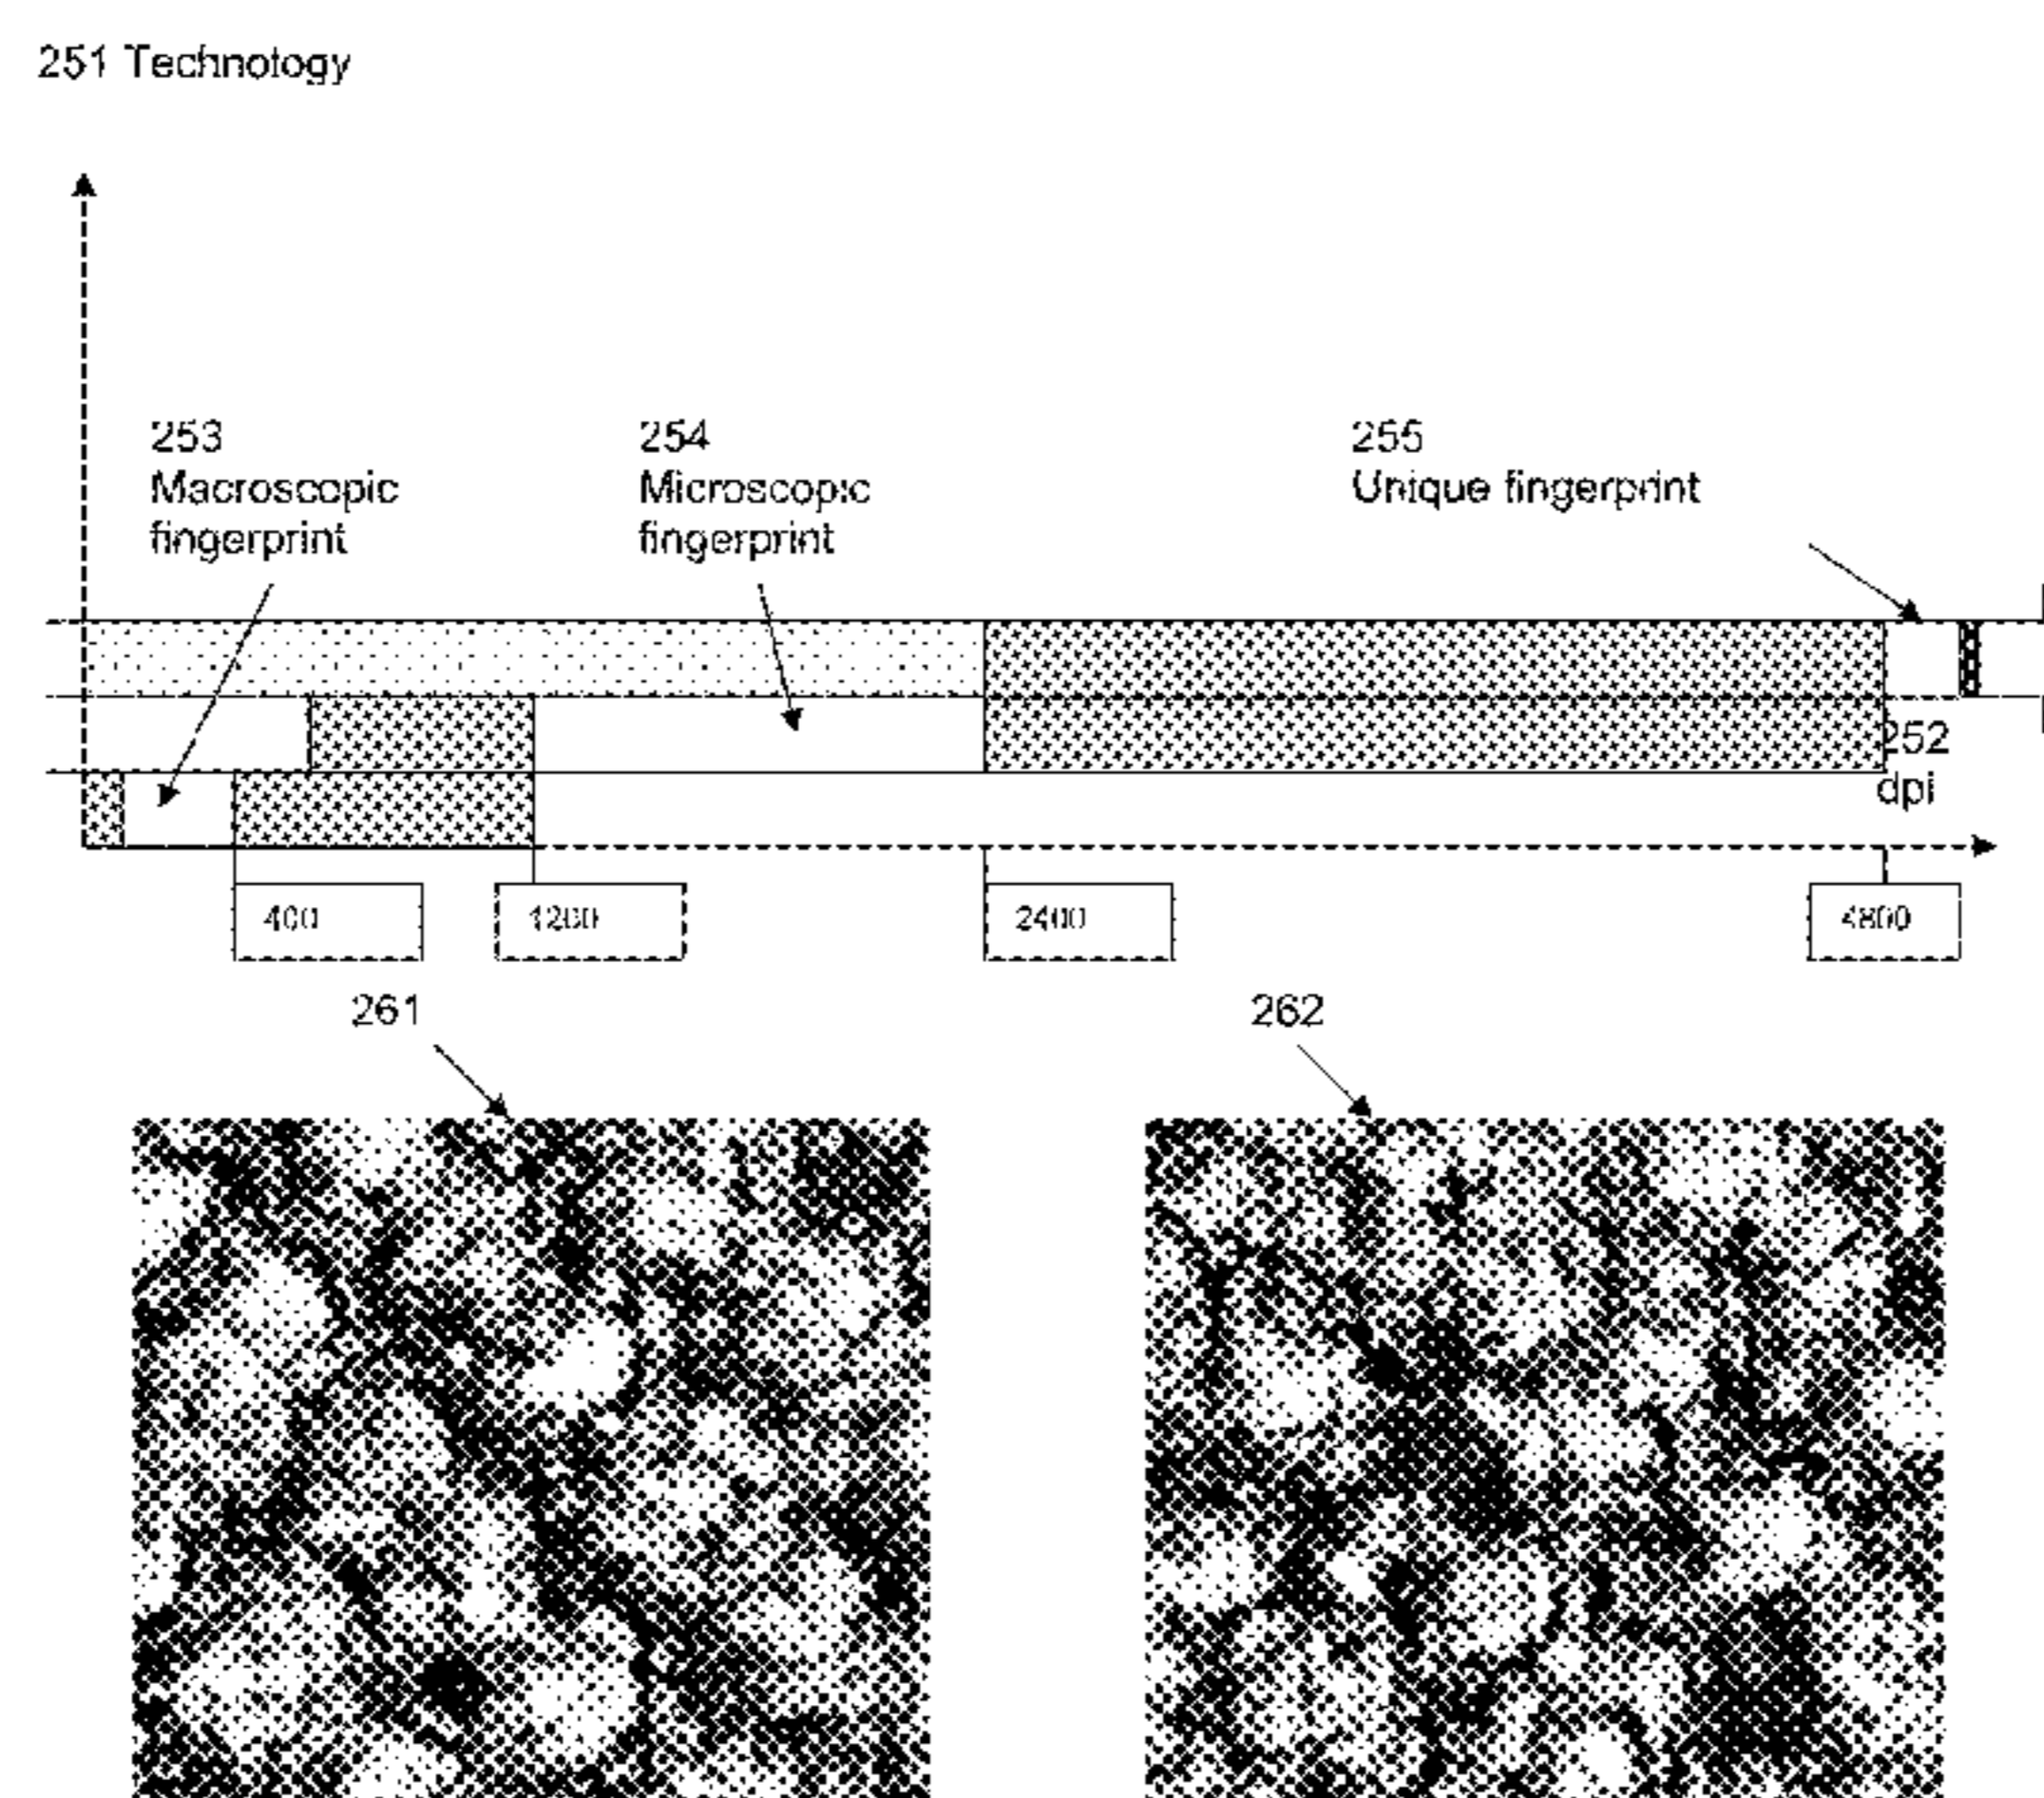 251 Technology
253
Macroscopic
fingerprint
254
Microscopic
fingerprint
255
Unique fingerprint
252
dpi
400
1200
2400
4800
261
262